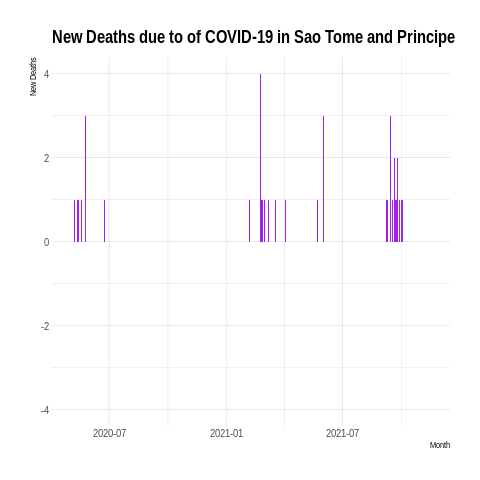 New Deaths due to of COVID-19 in Sao Tome and Principe
New Deaths
4
2
0
-2
-4
2020-07
2021-01
2021-07
Month